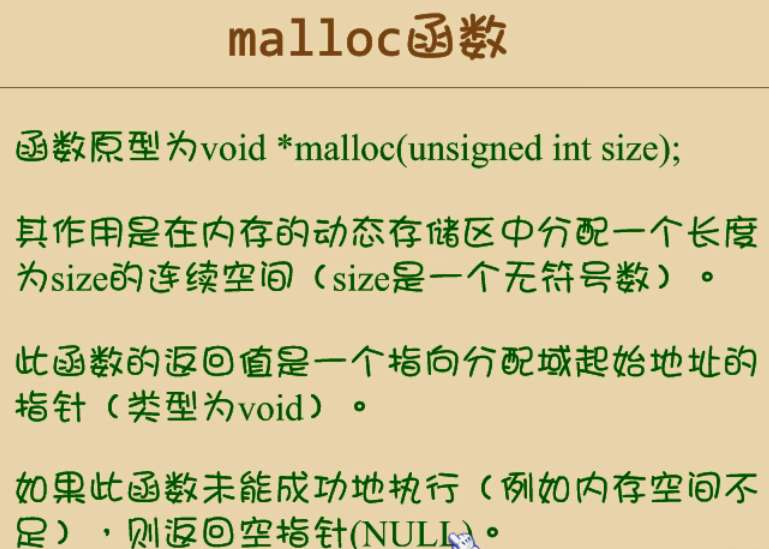 malloc函数
函数原型为void *malloc(unsigned int size);
其作用是在内存的动态存储区中分配一个长度
为size的连续空间（size是一个无符号数）。
此函数的返回值是一个指向分配域起始地址的
指针（类型为void）。
如果此函数未能成功地执行（例如内存空间不
足），则返回空指针(NULL)。